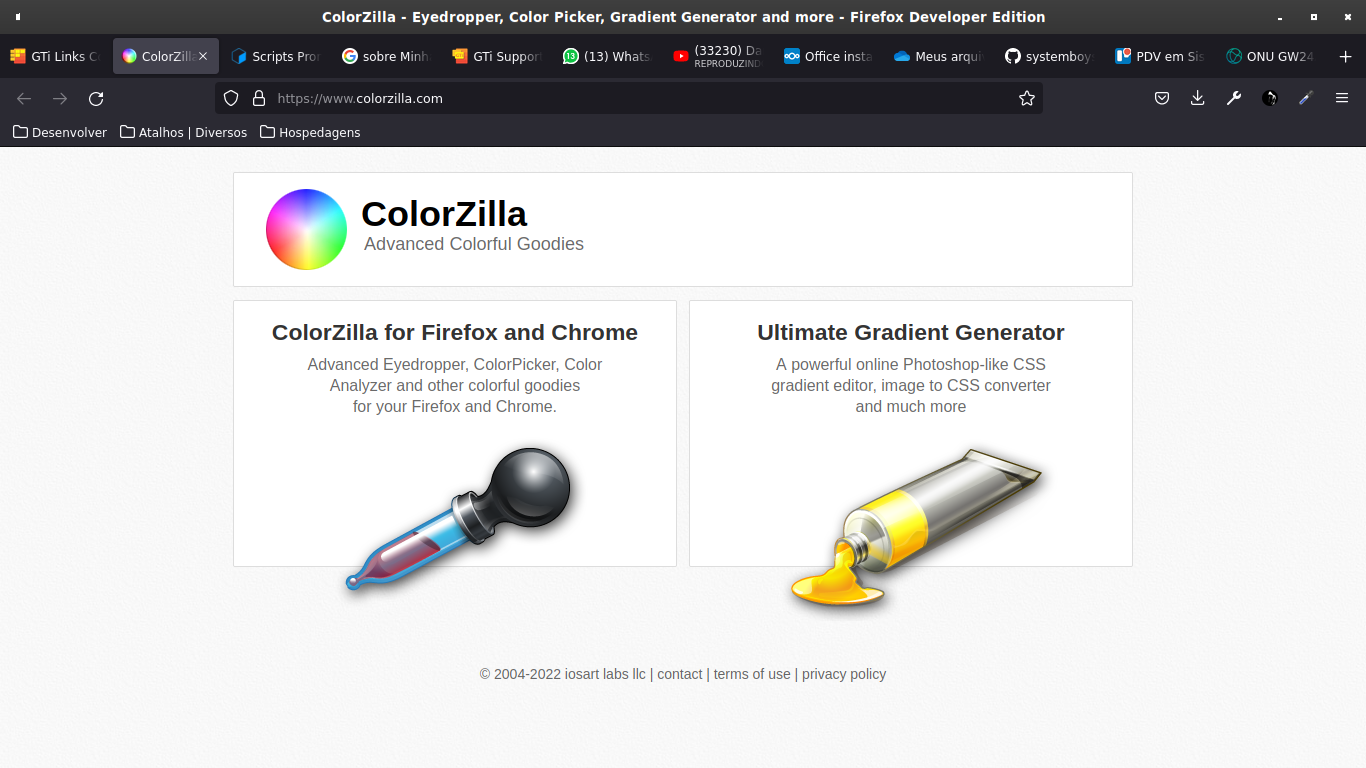 ColorZilla - Eyedropper, Color Picker, Gradient Generator and more - Firefox Developer Edition
GTi Links
ColorZilla
Scripts
sobre Minh
GTi Support
13
(13) Whats
(33230) Da
REPRODUZIND
Office insta
Meus arqui
systemboy
PDV em Sis
ONU GW24
https://www.colorzilla.com
Desenvolver
Atalhos | Diversos
Hospedagens
ColorZilla
Advanced Colorful Goodies
ColorZilla for Firefox and Chrome
Advanced Eyedropper, ColorPicker, Color
Analyzer and other colorful goodies
for your Firefox and Chrome.
Ultimate Gradient Generator
A powerful online Photoshop-like CSS
gradient editor, image to CSS converter
and much more
© 2004-2022 iosart labs llc | contact | terms of use | privacy policy